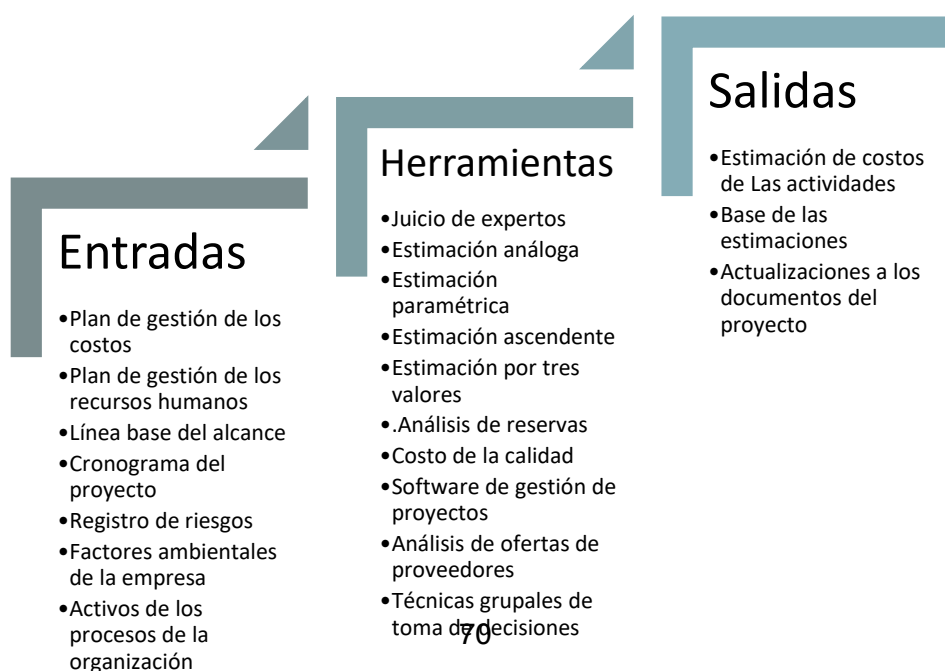 Entradas
•Plan de gestión de los
costos
•Plan de gestión de los
recursos humanos
•Línea base del alcance
•Cronograma del
proyecto
•Registro de riesgos
•Factores ambientales
de la empresa
•Activos de los
procesos de la
organización
Herramientas
•Juicio de expertos
•Estimación análoga
•Estimación
paramétrica
•Estimación ascendente
•Estimación por tres
valores
•.Análisis de reservas
•Costo de la calidad
•Software de gestión de
proyectos
•Análisis de ofertas de
proveedores
•Técnicas grupales de
toma de decisiones
70
Salidas
•Estimación de costos
de Las actividades
•Base de las
estimaciones
•Actualizaciones a los
documentos del
proyecto